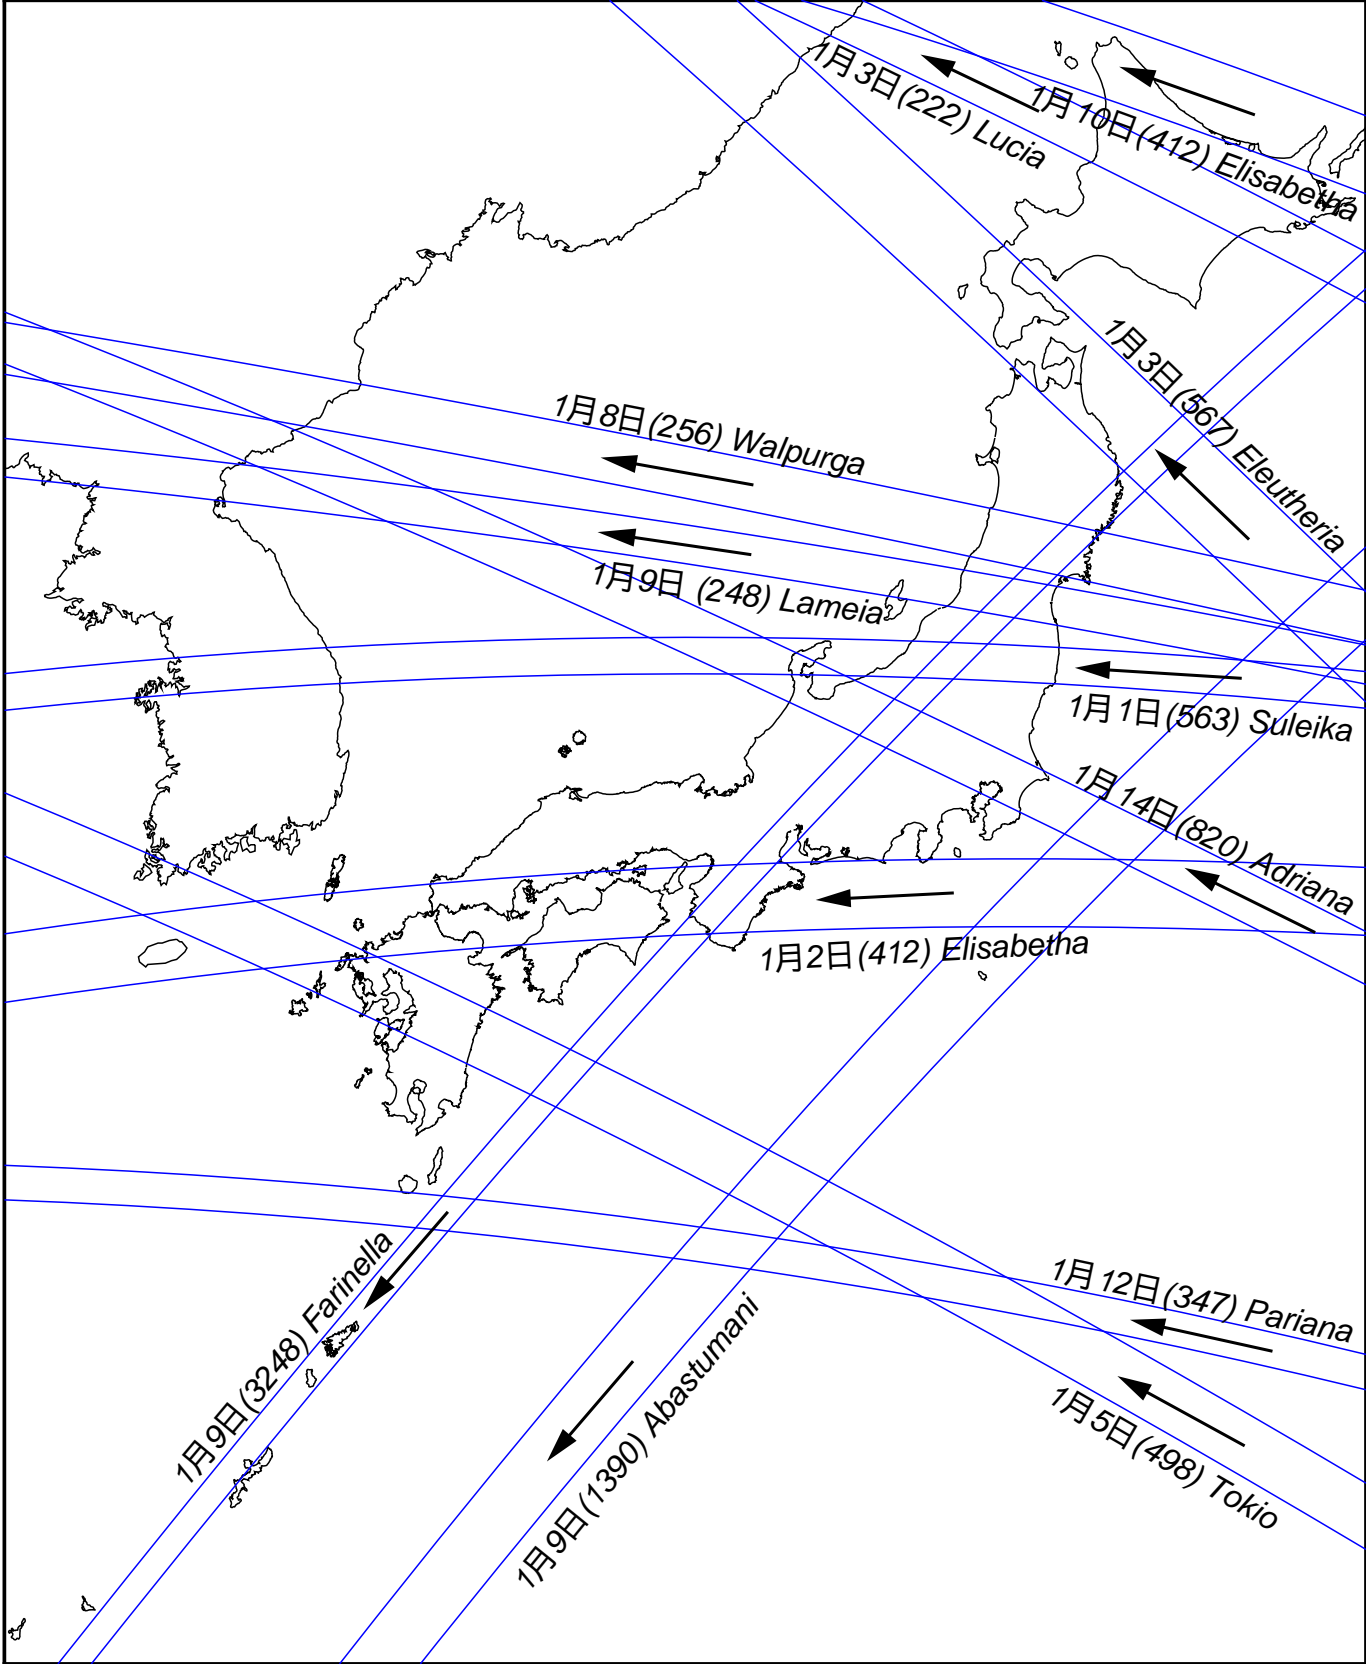 1月3日(222) Lucia
1月10日(412) Elisabetha
1月3日(567) Eleutheria
1月8日(256) Walpurga
1月9日 (248) Lameia
1月1日(563) Suleika
1月14日(820) Adriana
1月2日(412) Elisabetha
1月12日(347) Pariana
1月9日(3248) Farinella
1月9日(1390) Abastumani
1月5日(498) Tokio